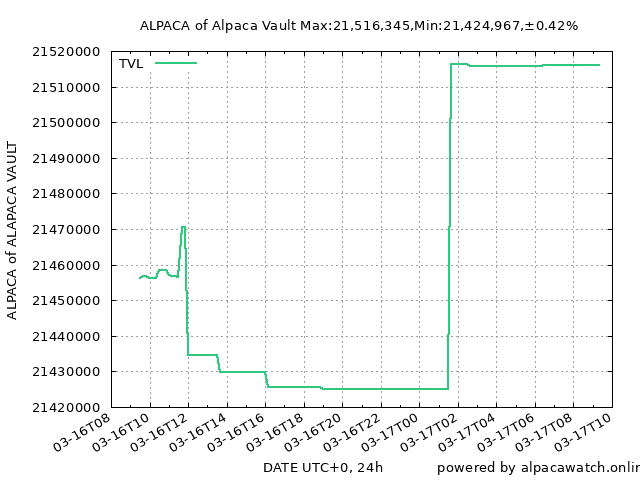 ALPACA of Alpaca Vault Max:21,516,345,Min:21,424,967,±0.42%
TVL
21520000
21510000
21500000
21490000
21480000
21470000
21460000
21450000
21440000
21430000
21420000
ALPACA of ALAPACA VAULT
03-16T08
03-16T10
03-16T12
03-16T14
03-16T16
03-16T18
03-16T20
03-16T22
03-17T00
03-17T02
03-17T04
03-17T06
03-17T08
03-17T10
DATE UTC+0, 24h
powered by alpacawatch.onlin